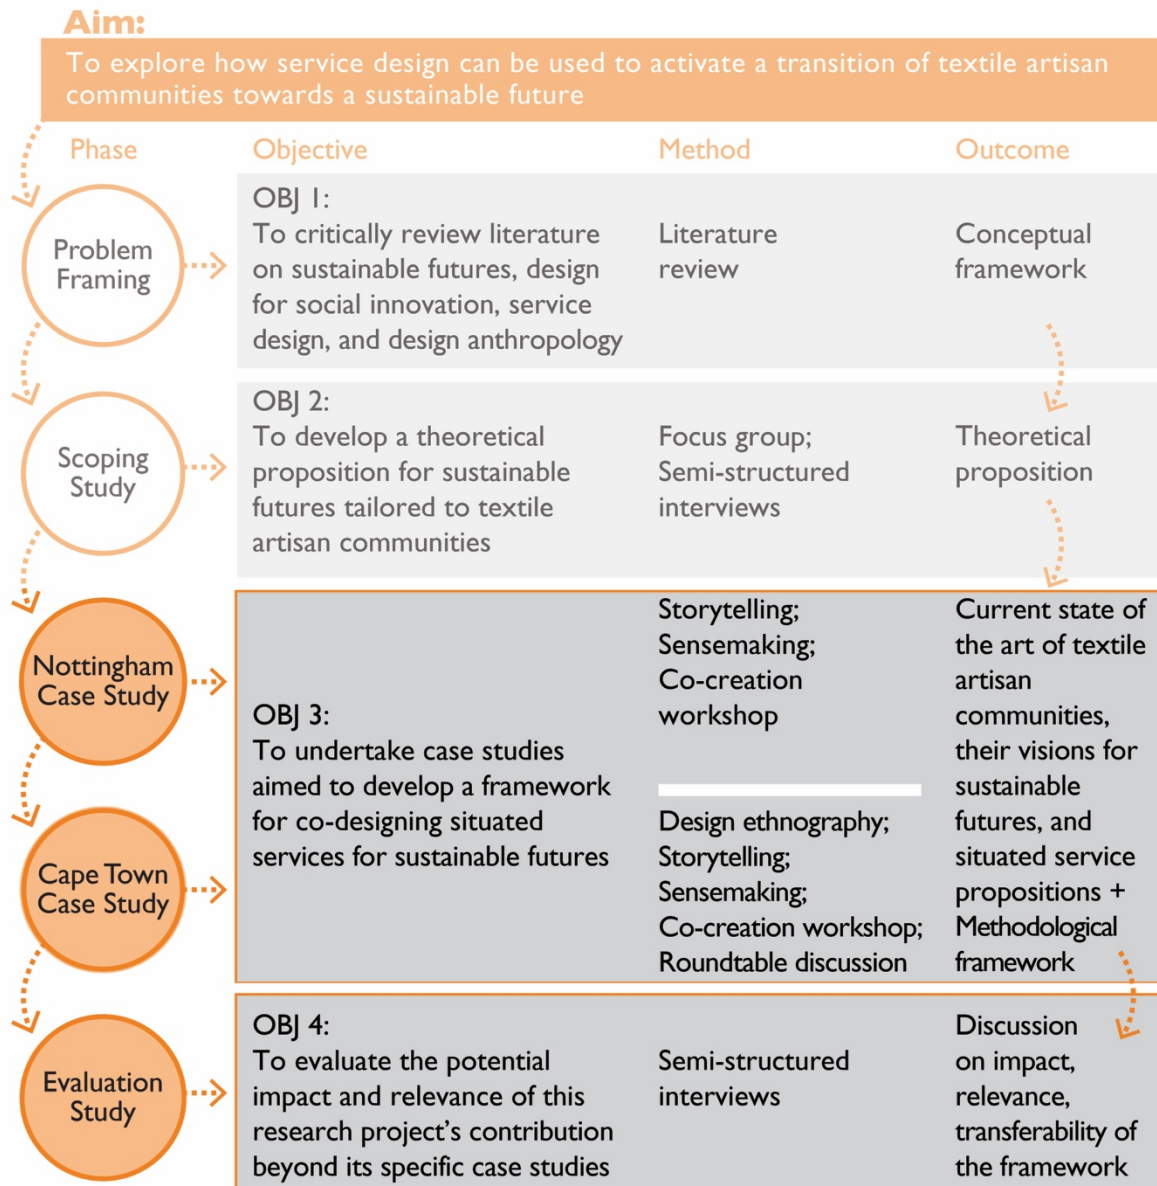 Aim:
To explore how service design can be used to activate a transition of textile artisan
communities towards a sustainable future
Phase
Objective
Method
Outcome
Problem
Framing
OBJ 1:
To critically review literature
on sustainable futures, design
for social innovation, service
design, and design anthropology
Literature
review
Conceptual
framework
Scoping
Study
OBJ 2:
To develop a theoretical
proposition for sustainable
futures tailored to textile
artisan communities
Focus group;
Semi-structured
interviews
Theoretical
proposition
Nottingham
Case Study
Cape Town
Case Study
OBJ 3:
To undertake case studies
aimed to develop a framework
for co-designing situated
services for sustainable futures
Storytelling;
Sensemaking;
Co-creation
workshop
Design ethnography;
Storytelling;
Sensemaking;
Co-creation workshop;
Roundtable discussion
Current state of
the art of textile
artisan
communities,
their visions for
sustainable
futures, and
situated service
propositions +
Methodological
framework
Evaluation
Study
OBJ 4:
To evaluate the potential
impact and relevance of this
research project’s contribution
beyond its specific case studies
Semi-structured
interviews
Discussion
on impact,
relevance,
transferability of
the framework